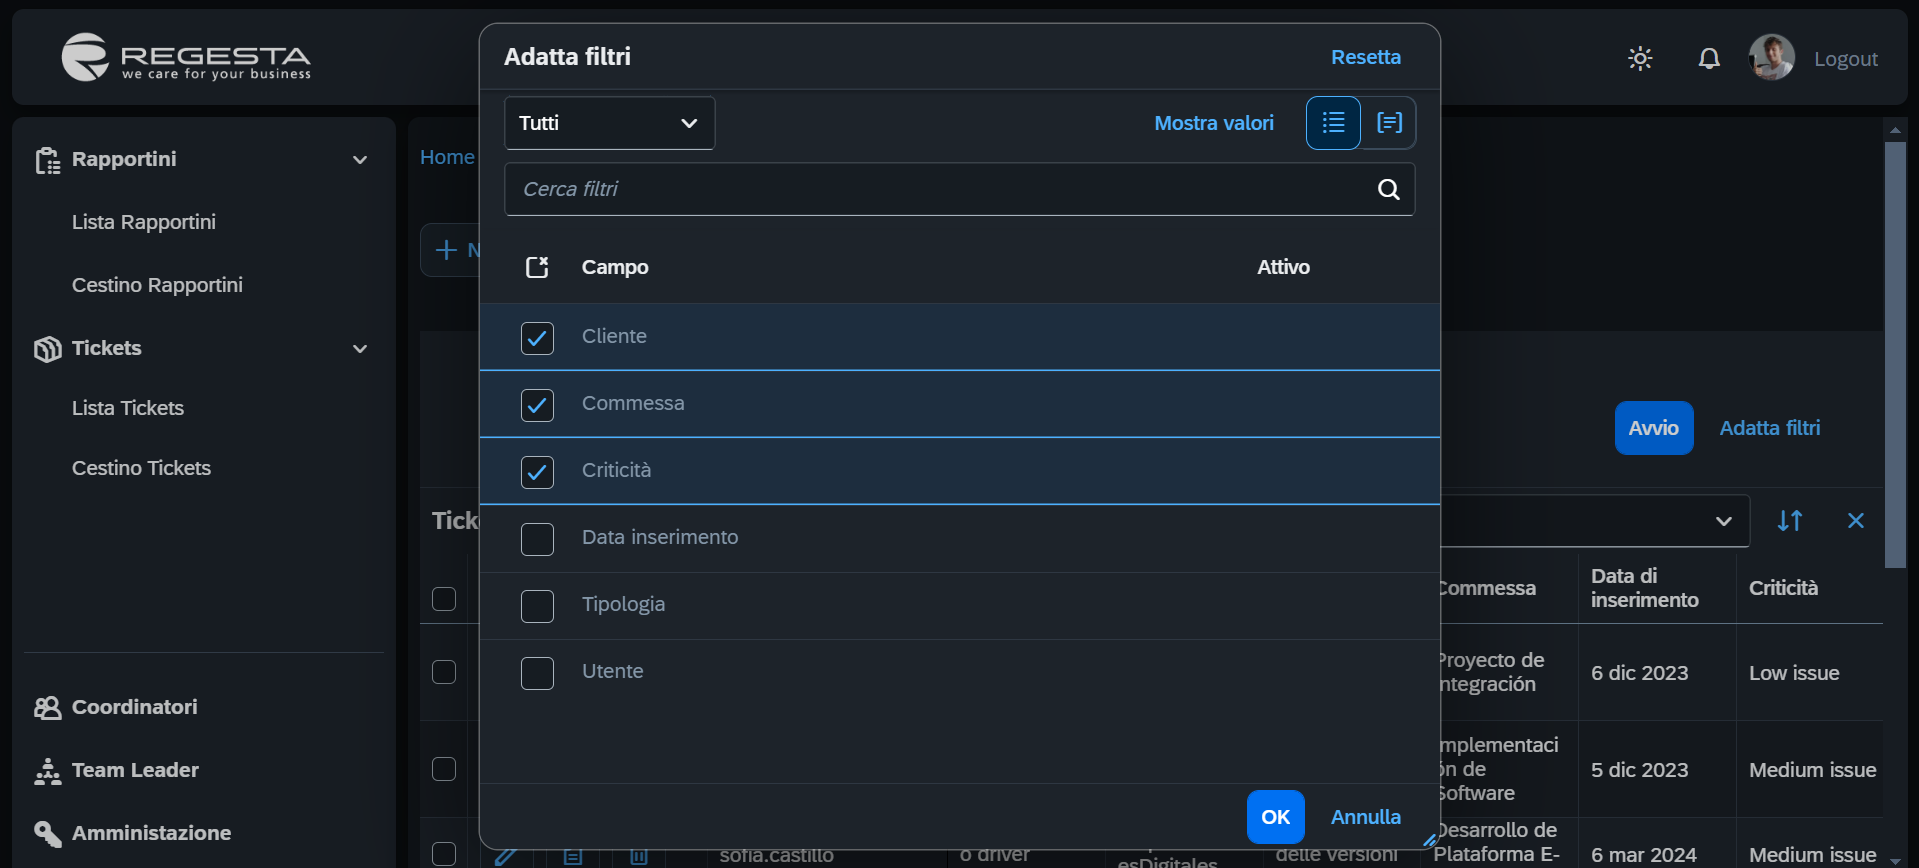 REGESTA
we care for your business
Logout
Rapportini
Lista Rapportini
Cestino Rapportini
Tickets
Lista Tickets
Cestino Tickets
Coordinatori
Team Leader
Amministazione
Home
Adatta filtri
Resetta
Tutti
Mostra valori
Cerca filtri
Campo
Attivo
Cliente
Commessa
Criticità
Data inserimento
Tipologia
Utente
OK
Annulla
Avvio
Adatta filtri
Tick
Commessa
Data di
inserimento
Criticità
Proyecto de
ntegración
6 dic 2023
Low issue
mplementaci
ón de
Software
5 dic 2023
Medium issue
sofia.castillo
o driver
esDigitales
delle versioni
Desarrollo de
Plataforma E-
6 mar 2024
Medium issue